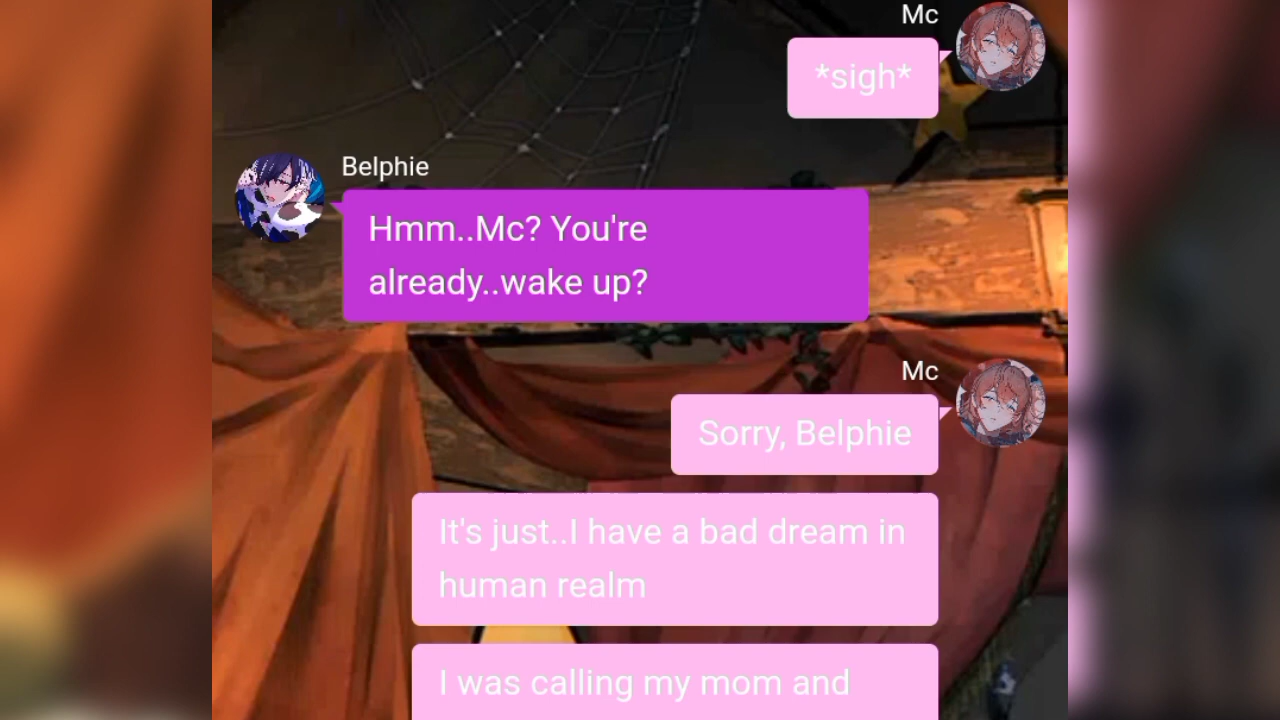 Mc
*sigh*
Belphie
Hmm..Mc? You're
already..wake up?
Mc
Sorry, Belphie
It's just..I have a bad dream in
human realm
I was calling my mom and